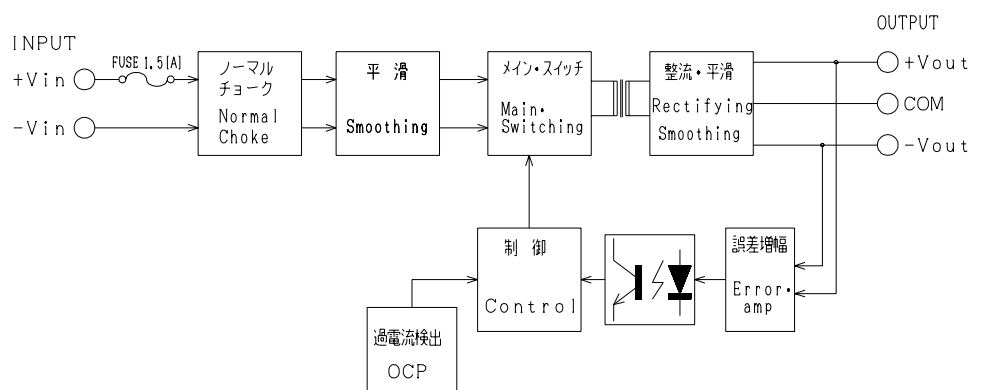 OUTPUT
INPUT
FUSE 1.5[A]
+Vin
-Vin
ノーマル
チョーク
Normal
Choke
平 滑
Smoothing
メイン・スイッチ
Main・
Switching
整流・平滑
Rectifying
Smoothing
+Vout
COM
-Vout
制 御
Control
誤差増幅
Error・
amp
過電流検出
OCP